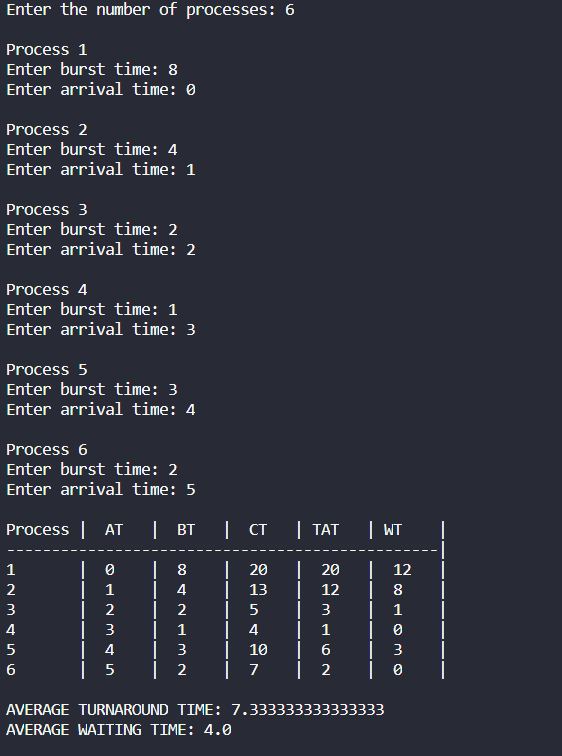 Enter the number of processes: 6
Process 1
Enter burst time: 8
Enter arrival time: 0
Process 2
Enter burst time: 4
Enter arrival time: 1
Process 3
Enter burst time: 2
Enter arrival time: 2
Process 4
Enter burst time: 1
Enter arrival time: 3
Process 5
Enter burst time: 3
Enter arrival time: 4
Process 6
Enter burst time: 2
Enter arrival time: 5
Process | AT | BT | CT | TAT | WT |
------------------------------------------------|
1 | 0 | 8 | 20 | 20 | 12 |
2 | 1 | 4 | 13 | 12 | 8 |
3 | 2 | 2 | 5 | 3 | 1 |
4 | 3 | 1 | 4 | 1 | 0 |
5 | 4 | 3 | 10 | 6 | 3 |
6 | 5 | 2 | 7 | 2 | 0 |
AVERAGE TURNAROUND TIME: 7.333333333333333
AVERAGE WAITING TIME: 4.0